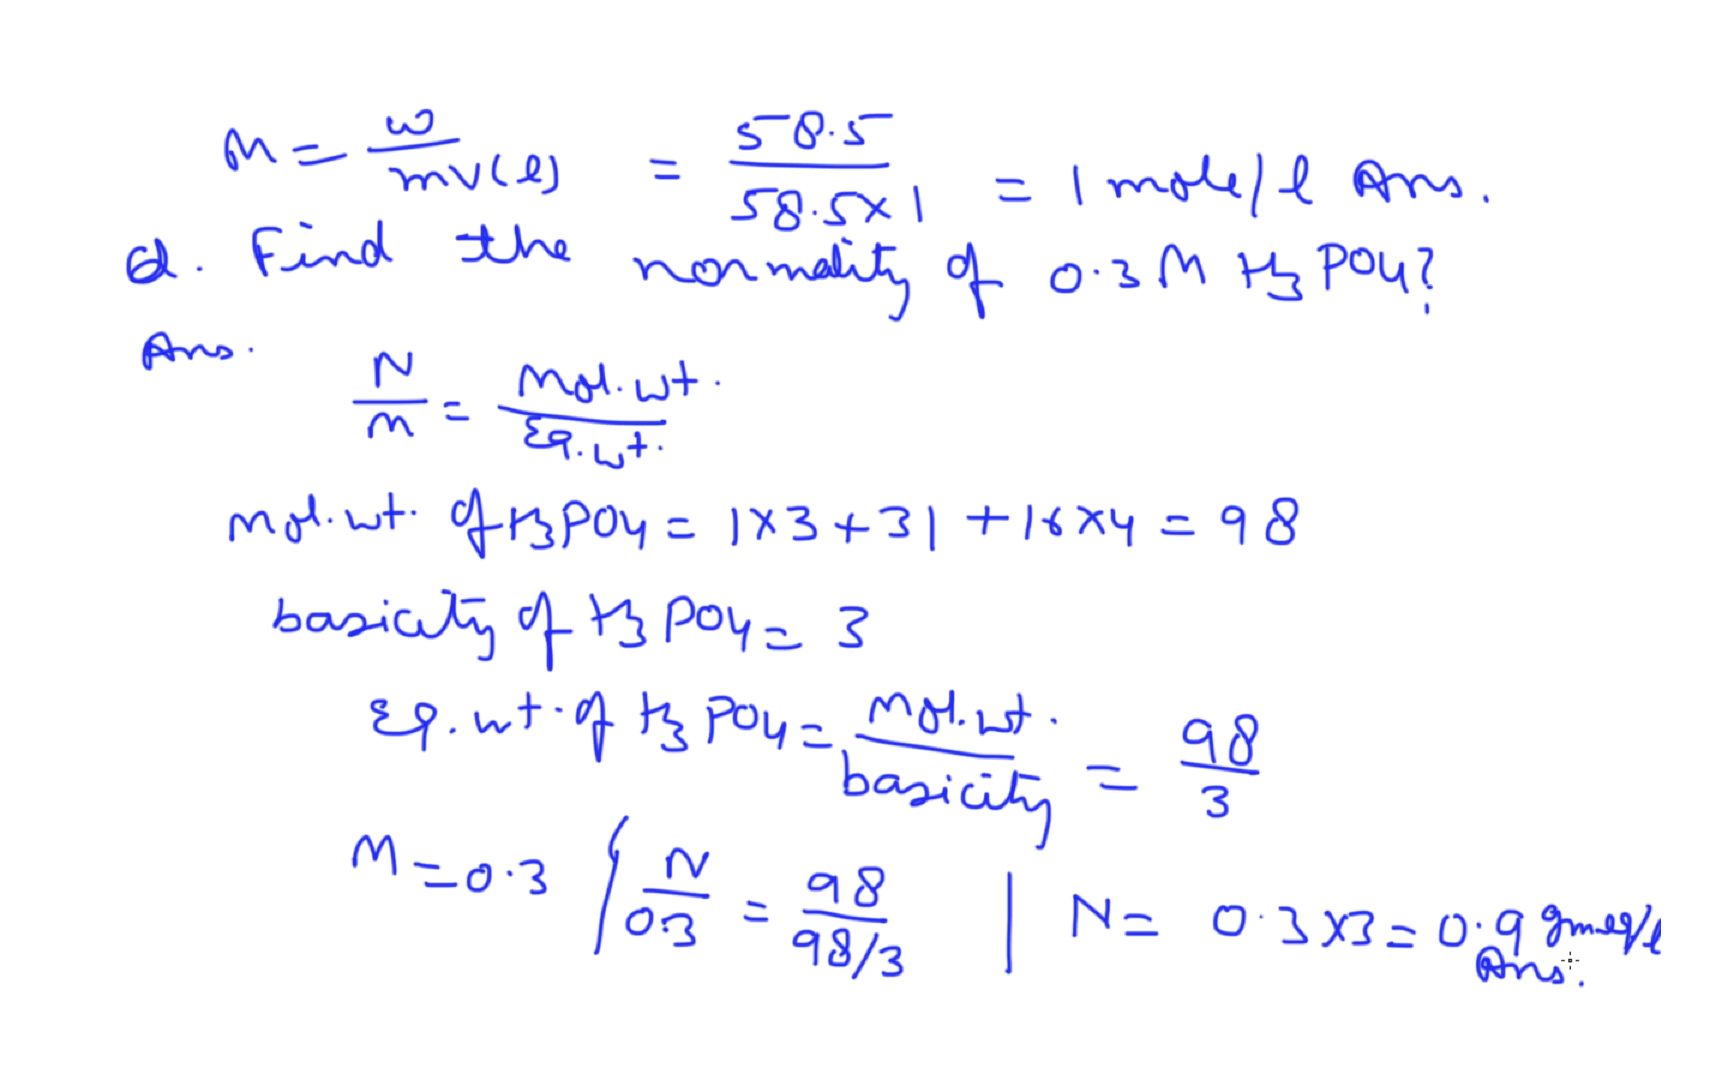 M = w/mv(l) = 58.5/58.5×1 = 1 mole/l Ans.
Q. Find the normality of 0.3 M H3PO4?
Ans.
N/M = Mol.wt./Eq.wt.
Mol.wt. of H3PO4 = 1×3+31+16×4 = 98
basicity of H3PO4 = 3
Eq.wt. of H3PO4 = Mol.wt./basicity = 98/3
M = 0.3 / N/0.3 = 98/98/3 | N = 0.3×3 = 0.9 gmeq/l
Ans.